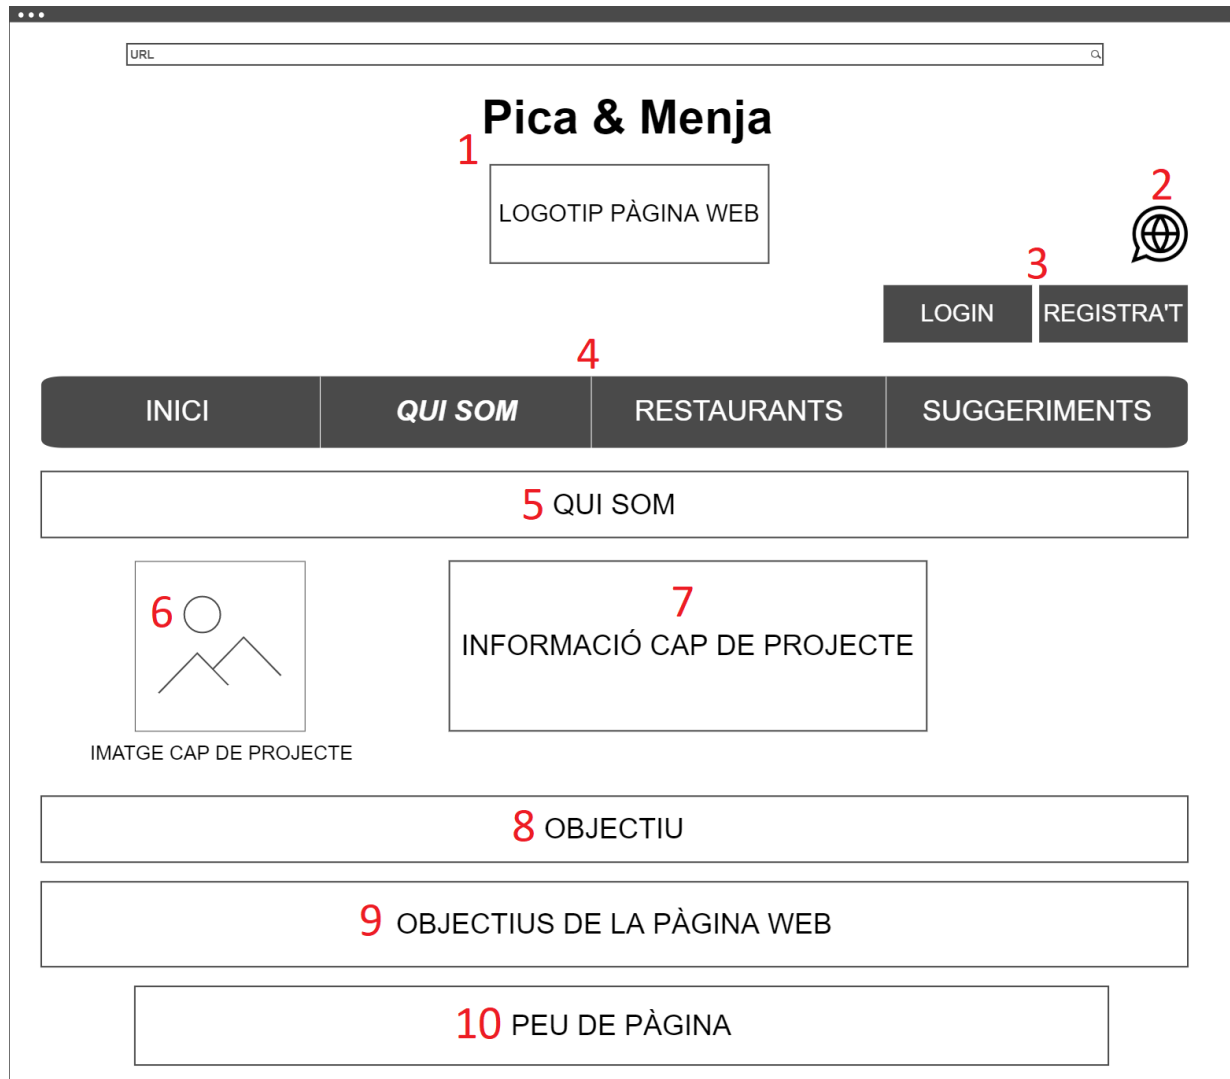 URL
Pica & Menja
1
LOGOTIP PÀGINA WEB
2
3
LOGIN REGISTRA'T
4
INICI QUI SOM RESTAURANTS SUGGERIMENTS
5 QUI SOM
6
7
INFORMACIÓ CAP DE PROJECTE
IMATGE CAP DE PROJECTE
8 OBJECTIU
9 OBJECTIUS DE LA PÀGINA WEB
10 PEU DE PÀGINA